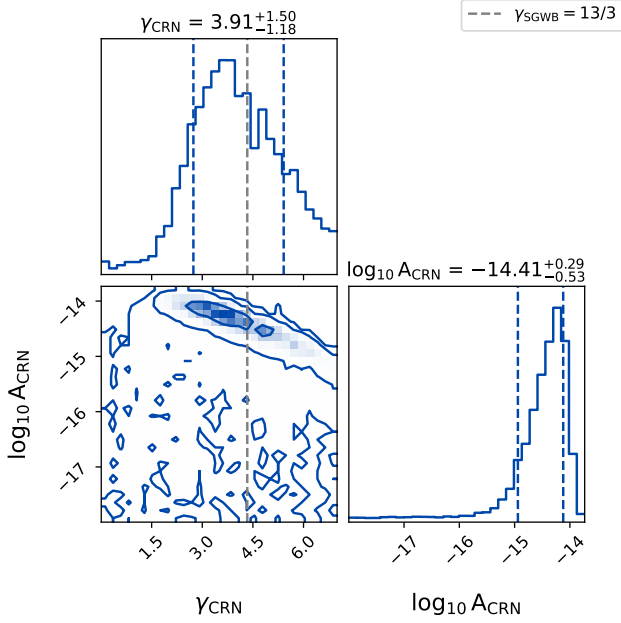 γSGWB = 13/3
γCRN = 3.91 +1.50 −1.18
log10 ACRN = −14.41 +0.29 −0.53
−14
−15
−16
−17
log10 ACRN
1.5 3.0 4.5 6.0
−17 −16 −15 −14
γCRN
log10 ACRN